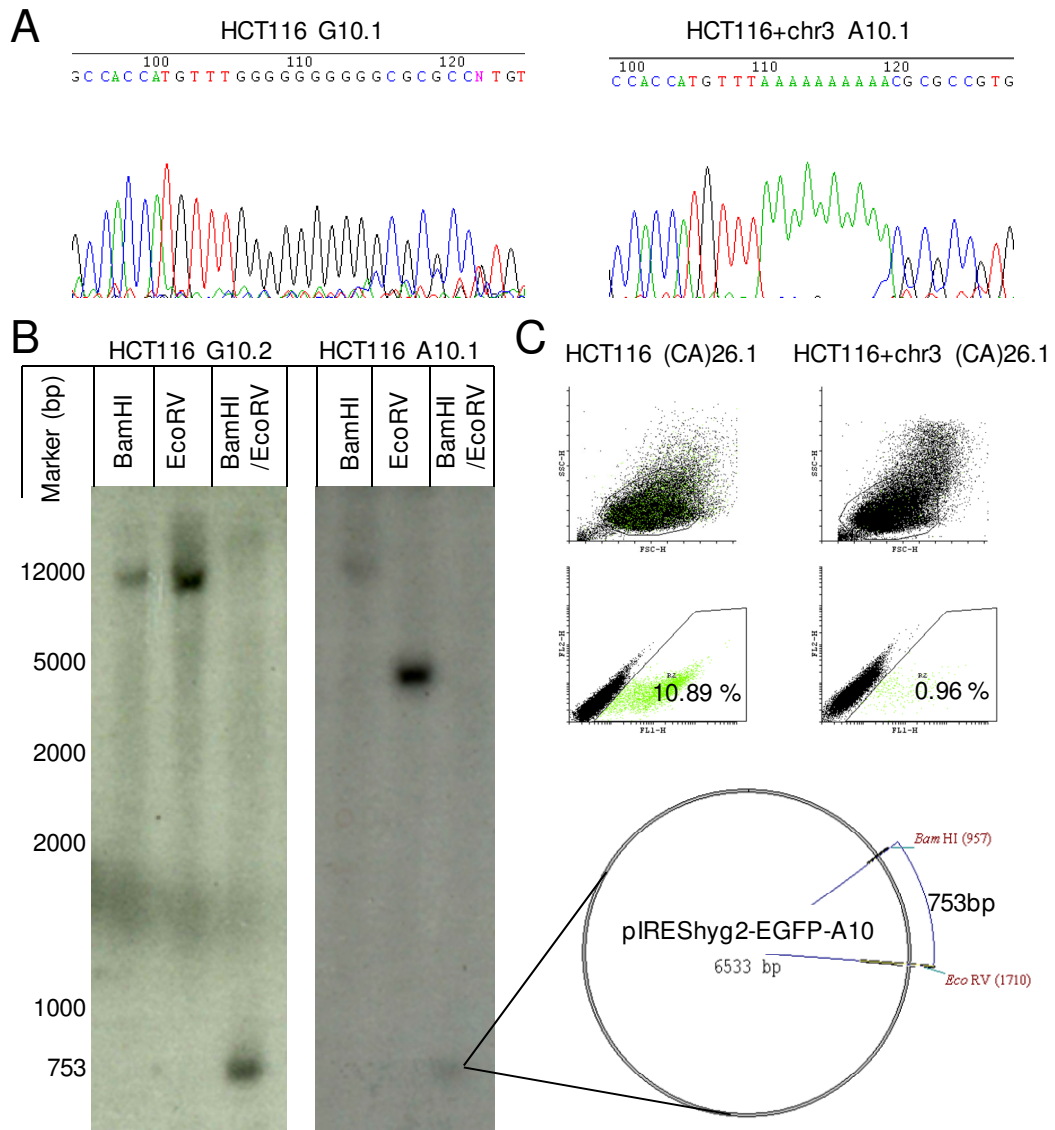 A
HCT116 G10.1
100 120
GCCACCATGTTTGGGGGGGGGGCGCGCCNTGT
HCT116+chr3 A10.1
100 110 120
CCACCATGTTTAAAAAAAAAACGCGCCGTG
B
HCT116 G10.2
HCT116 A10.1
Marker (bp)
BamHI
EcoRV
BamHI
/EcoRV
BamHI
EcoRV
BamHI
/EcoRV
12000
5000
2000
2000
1000
753
C
HCT116 (CA)26.1
HCT116+chr3 (CA)26.1
SSC-H
FSC-H
SSC-H
FSC-H
FL2-H
R2
10.89 %
FL1-H
FL2-H
R2
0.96 %
FL1-H
Bam HI (957)
753bp
pIREShyg2-EGFP-A10
6533 bp
Eco RV (1710)